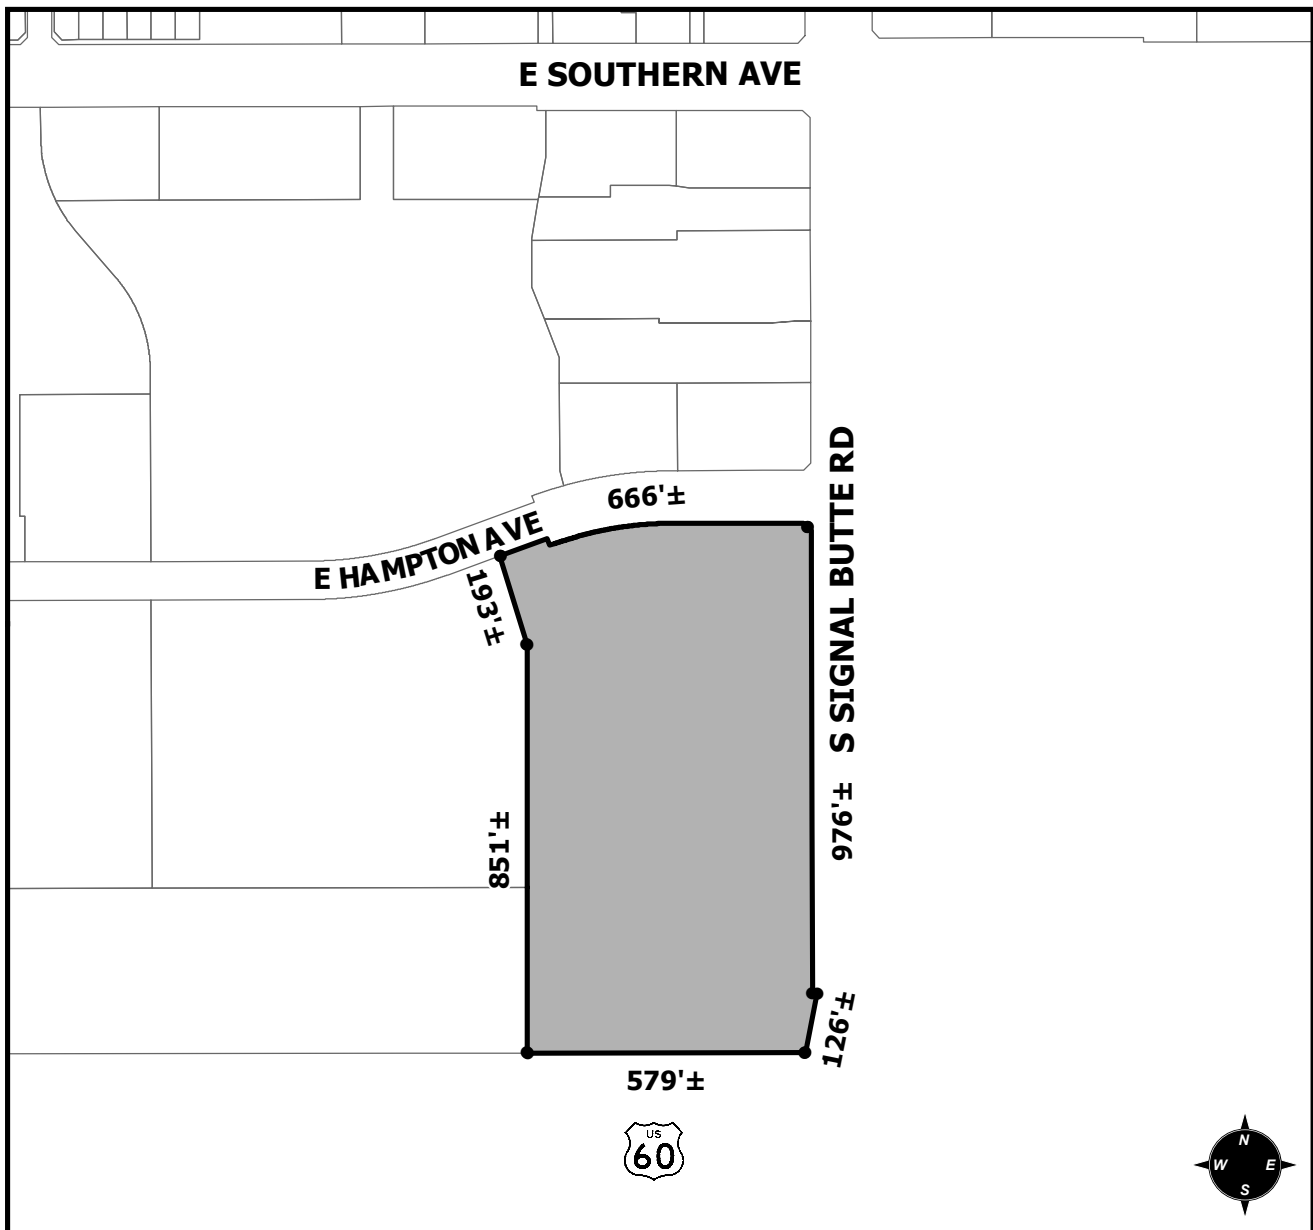 E SOUTHERN AVE
666'±
E HAMPTON AVE
193'±
S SIGNAL BUTTE RD
976'±
851'±
126'±
579'±
US
60
N
W E
S